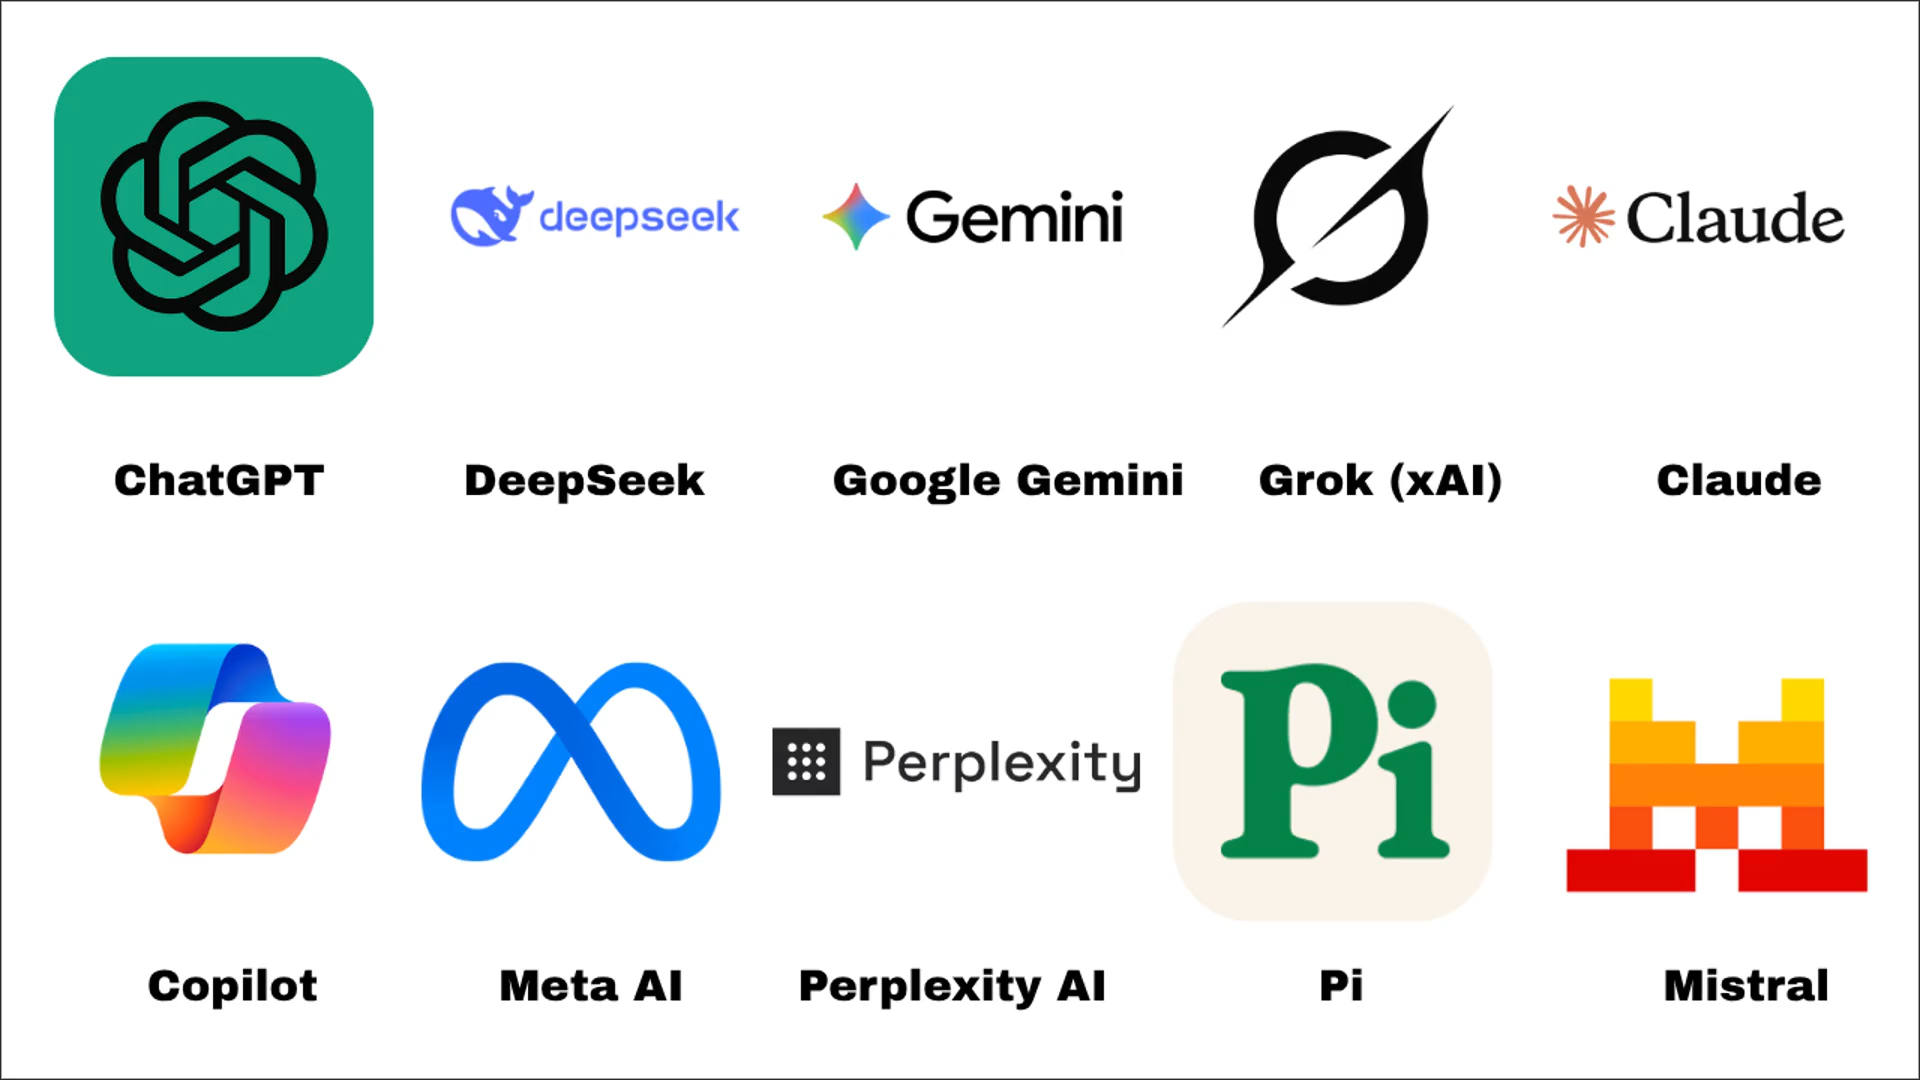 deepseek
Gemini
Claude
ChatGPT
DeepSeek
Google Gemini
Grok (xAI)
Claude
Perplexity
Pi
Copilot
Meta AI
Perplexity AI
Pi
Mistral